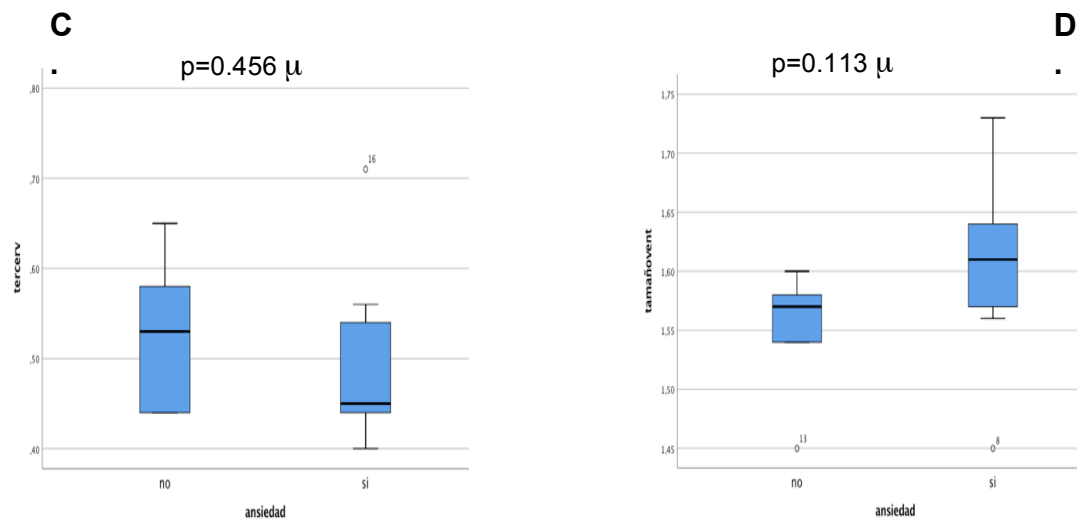 C
.
p=0.456 μ
,80
,70
,60
,50
,40
tercerv
16
no
si
ansiedad
D
.
p=0.113 μ
1,75
1,70
1,65
1,60
1,55
1,50
1,45
tamañovent
13
8
no
si
ansiedad